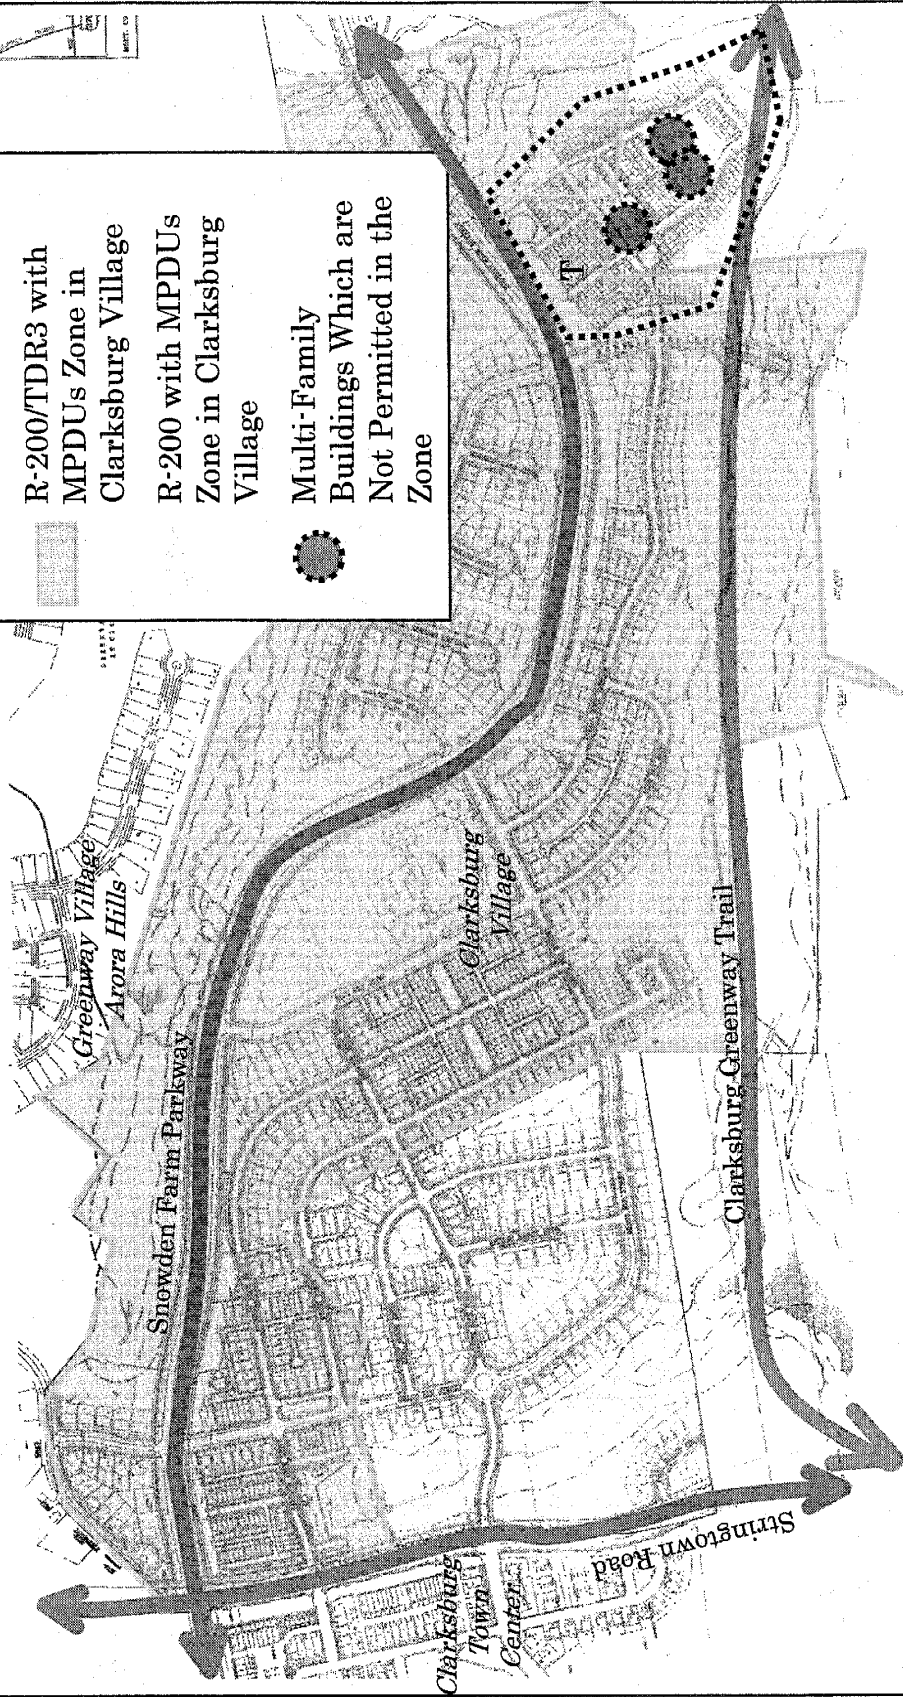 R-200/TDR3 with
MPDUs Zone in
Clarksburg Village
R-200 with MPDUs
Zone in Clarksburg
Village
Multi-Family
Buildings Which are
Not Permitted in the
Zone
Greenway Village
Arora Hills
Snowden Farm Parkway
Clarksburg
Village
T
Clarksburg Greenway Trail
Clarksburg
Town
Center
Stringtown Road